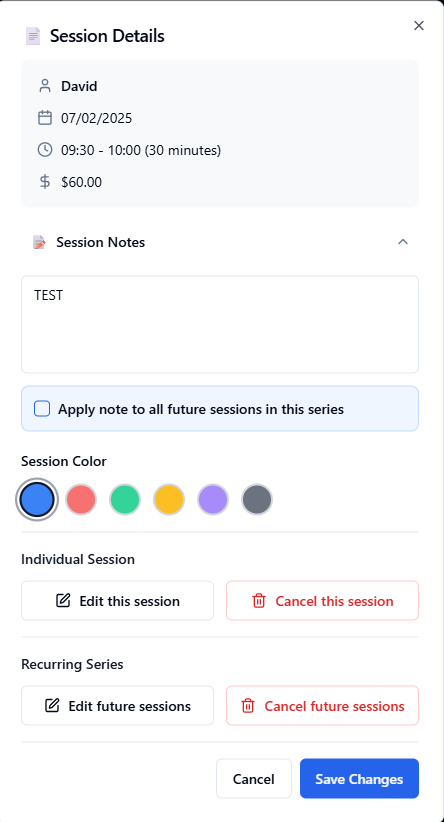 Session Details
David
07/02/2025
09:30 - 10:00 (30 minutes)
$60.00
Session Notes
TEST
Apply note to all future sessions in this series
Session Color
Individual Session
Edit this session
Cancel this session
Recurring Series
Edit future sessions
Cancel future sessions
Cancel
Save Changes